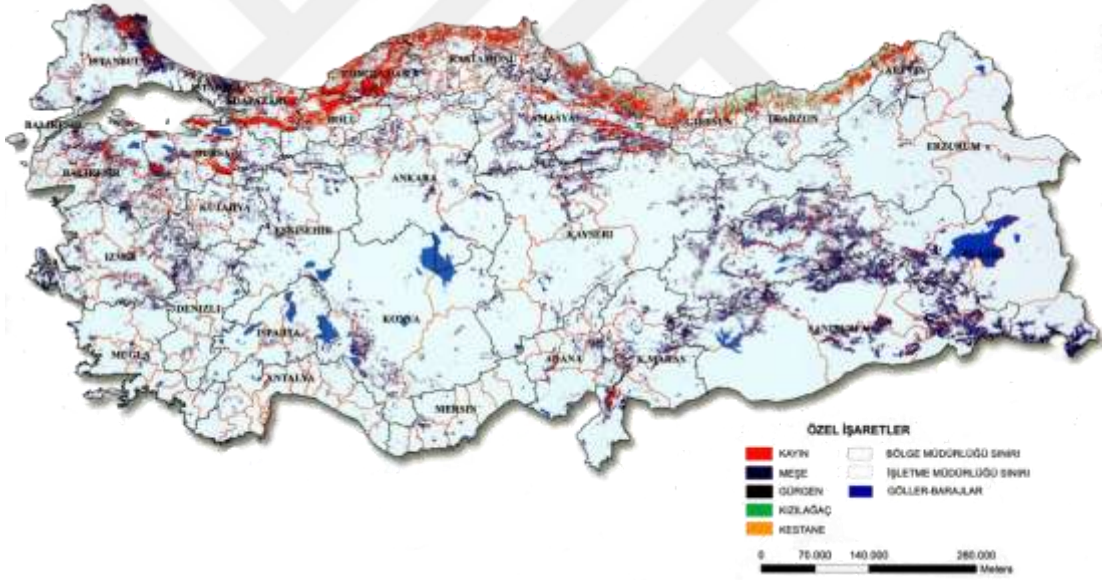 İSTANBUL
ZONGULDAK
KASTAMONU
ARTVİN
ADAPAZARI
BOLU
AMASYA
GİRESUN
TRABZON
BALIKESİR
BURSA
ERZURUM
BALIKESİR
ANKARA
KÜTAHYA
ESKİŞEHİR
KAYSERİ
İZMİR
DENİZLİ
KONYA
ISPARTA
ŞANLIURFA
MUĞLA
ADANA
K.MARAŞ
ANTALYA
MERSİN
ÖZEL İŞARETLER
KAYIN
BÖLGE MÜDÜRLÜĞÜ SINIRI
MEŞE
İŞLETME MÜDÜRLÜĞÜ SINIRI
GÜRGEN
GÖLLER-BARAJLAR
KIZILAĞAÇ
KESTANE
0 70.000 140.000 280.000
Meters